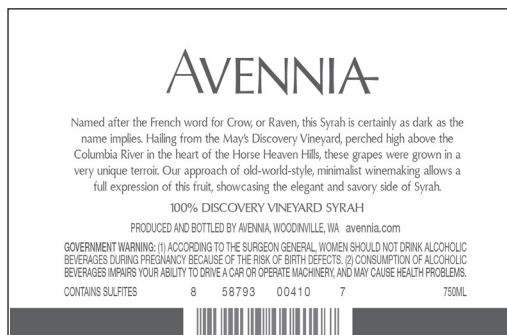 AVENNIA
Named after the French word for Crow, or Raven, this Syrah is certainly as dark as the
name implies. Hailing from the May's Discovery Vineyard, perched high above the
Columbia River in the heart of the Horse Heaven Hills, these grapes were grown in a
very unique terroir. Our approach of old-world-style, minimalist winemaking allows a
full expression of this fruit, showcasing the elegant and savory side of Syrah.
100% DISCOVERY VINEYARD SYRAH
PRODUCED AND BOTTLED BY AVENNIA, WOODINVILLE, WA avennia.com
GOVERNMENT WARNING: (1) ACCORDING TO THE SURGEON GENERAL, WOMEN SHOULD NOT DRINK ALCOHOLIC
BEVERAGES DURING PREGNANCY BECAUSE OF THE RISK OF BIRTH DEFECTS. (2) CONSUMPTION OF ALCOHOLIC
BEVERAGES IMPAIRS YOUR ABILITY TO DRIVE A CAR OR OPERATE MACHINERY, AND MAY CAUSE HEALTH PROBLEMS.
CONTAINS SULFITES 8 58793 00410 7 750ML